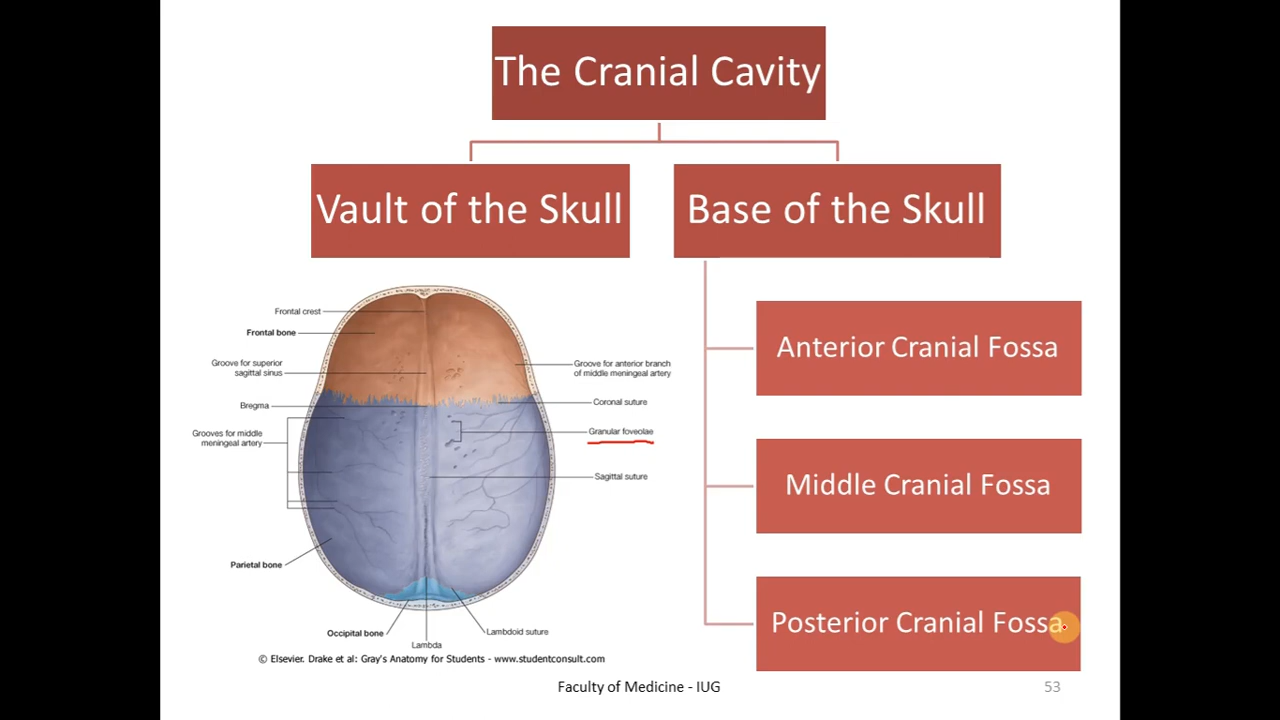 The Cranial Cavity
Vault of the Skull
Base of the Skull
Anterior Cranial Fossa
Middle Cranial Fossa
Posterior Cranial Fossa
Frontal crest
Frontal bone
Groove for superior
sagittal sinus
Bregma
Grooves for middle
meningeal artery
Parietal bone
Occipital bone
Lambda
Lambdoid suture
Groove for anterior branch
of middle meningeal artery
Coronal suture
Granular foveolae
Sagittal suture
© Elsevier. Drake et al: Gray's Anatomy for Students - www.studentconsult.com
Faculty of Medicine - IUG
53